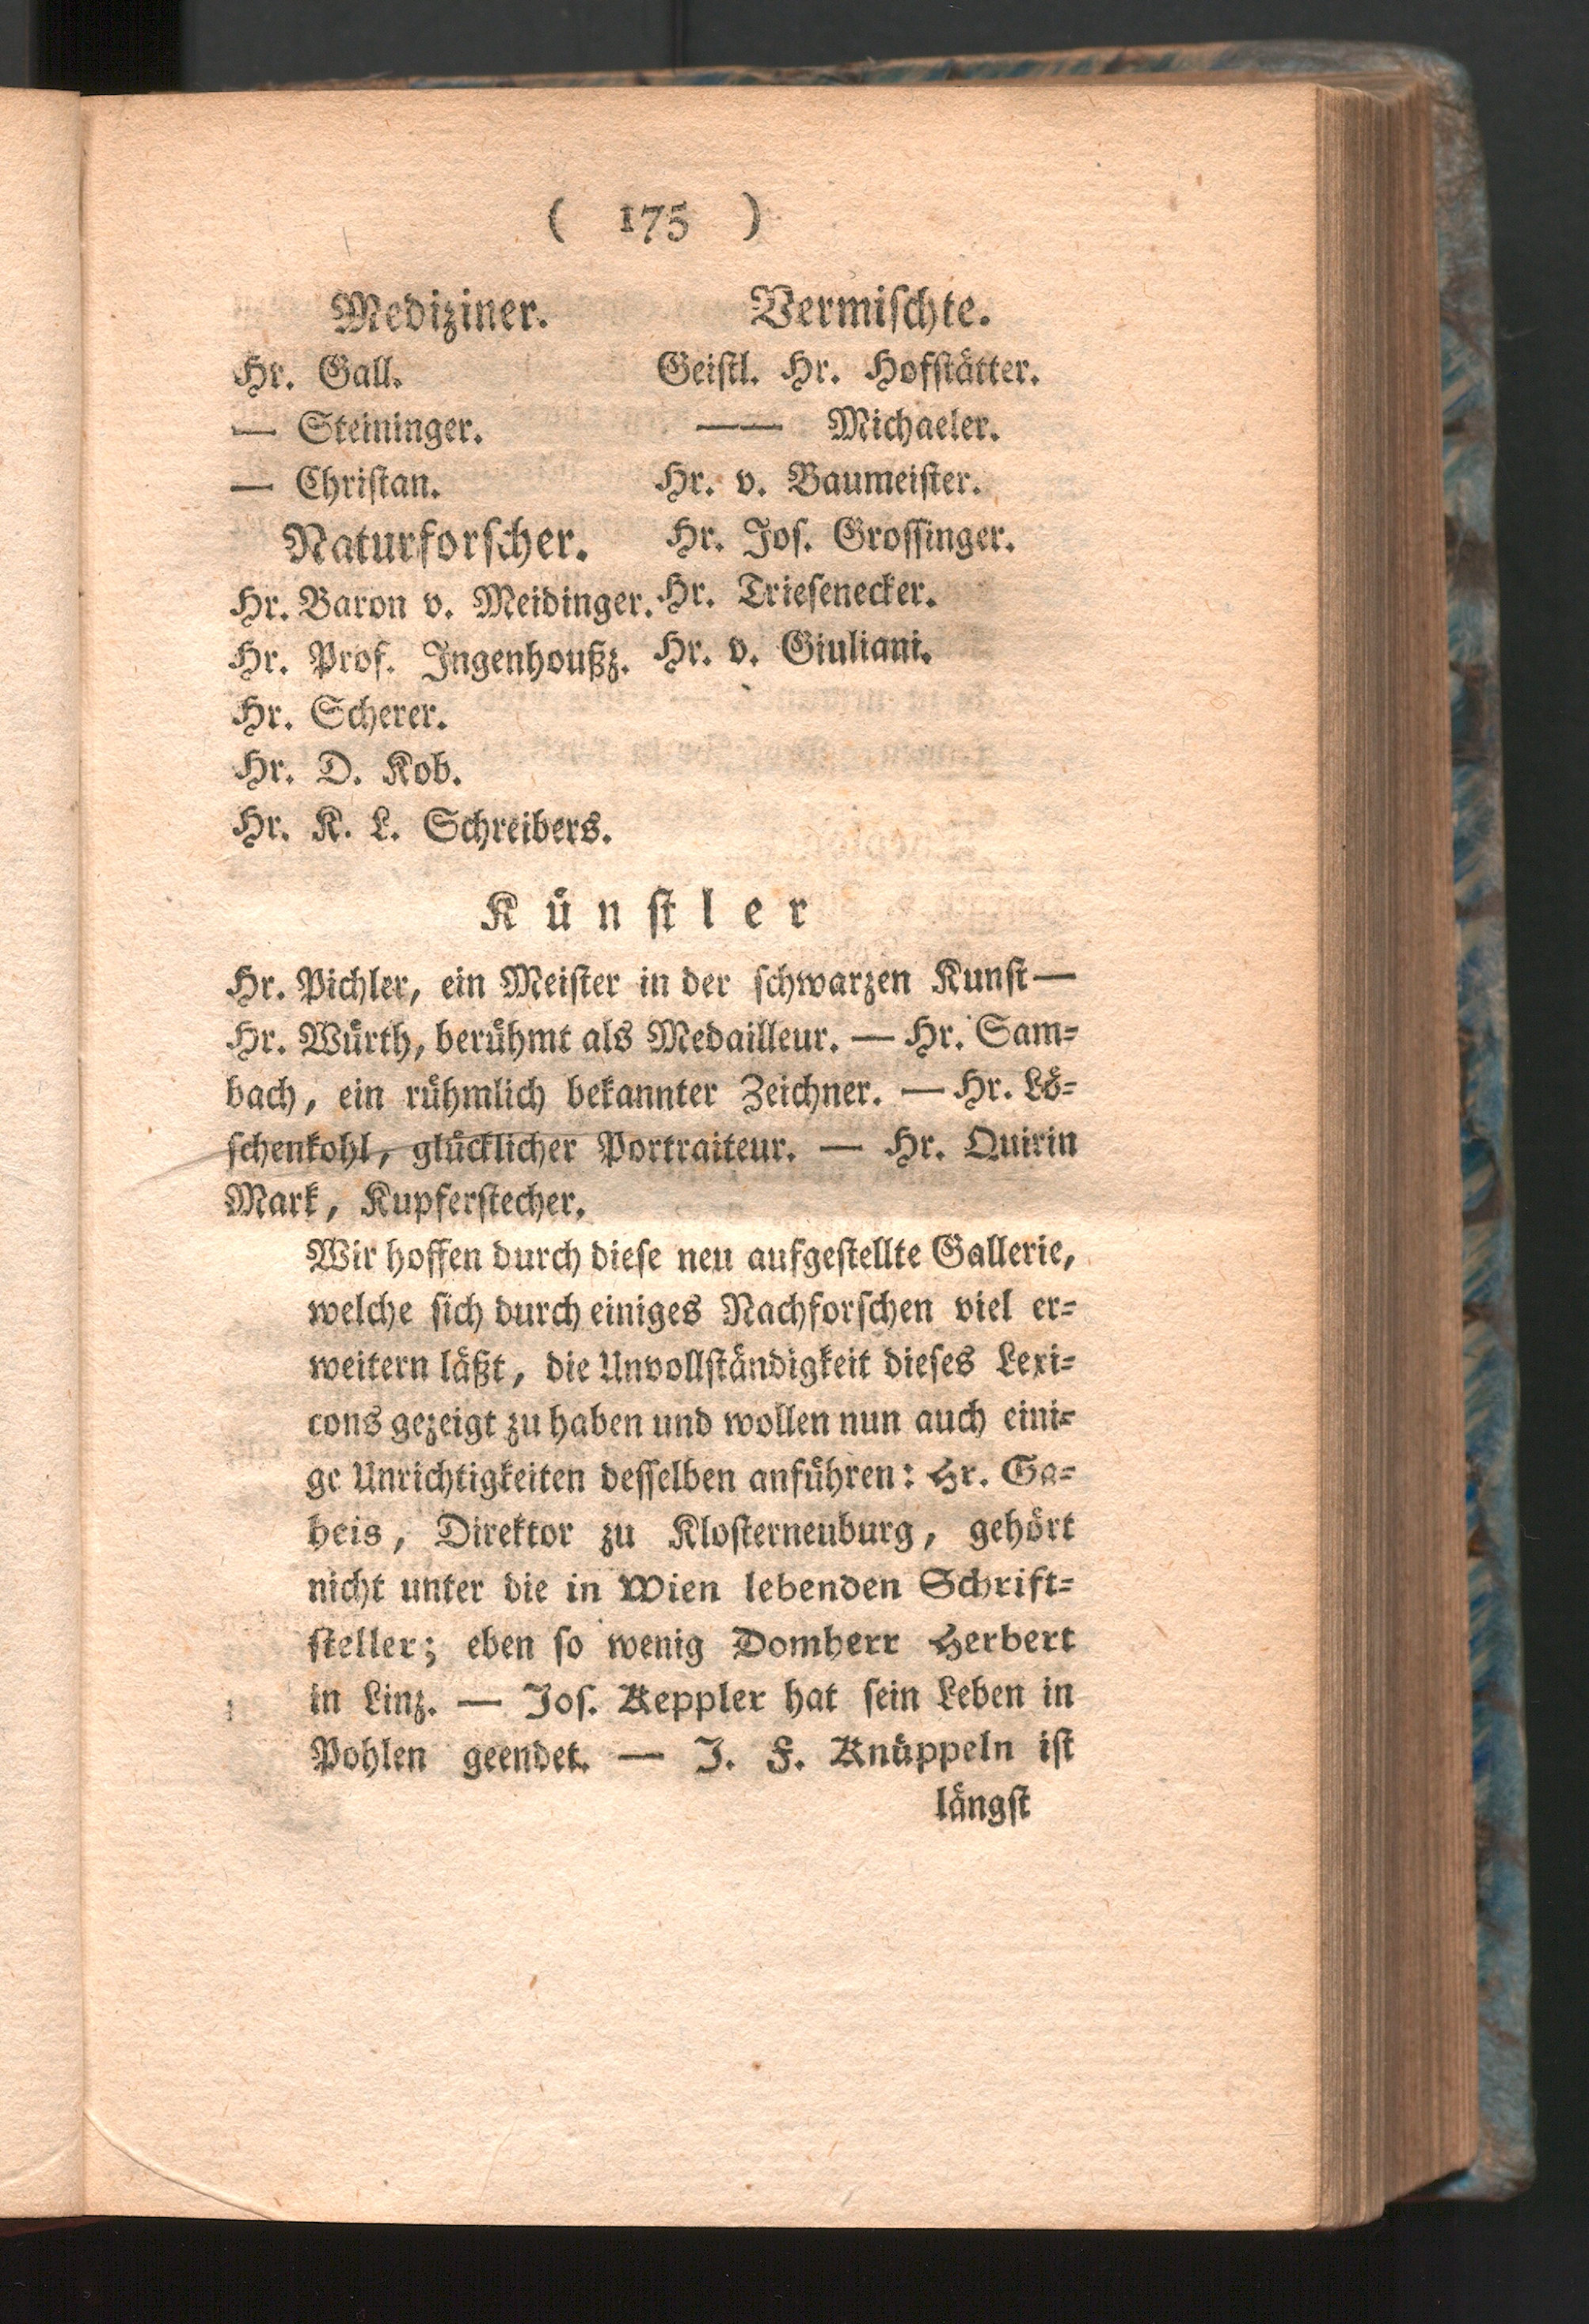 ( 175 )
Mediziner.
Hr. Gall.
— Steininger.
— Christan.
Naturforscher.
Hr. Baron v. Meidinger.
Hr. Prof. Ingenhoußz.
Hr. Scherer.
Hr. D. Kob.
Hr. K. L. Schreibers.
Vermischte.
Geistl. Hr. Hofstätter.
—— Michaeler.
Hr. v. Baumeister.
Hr. Jos. Grossinger.
Hr. Triesenecker.
Hr. v. Giuliani.
Künstler
Hr. Pichler, ein Meister in der schwarzen Kunst—
Hr. Würth, berühmt als Medailleur. — Hr. Sam-
bach, ein rühmlich bekannter Zeichner. — Hr. Lö-
schenkohl, glücklicher Portraiteur. — Hr. Quirin
Mark, Kupferstecher.
Wir hoffen durch diese neu aufgestellte Gallerie,
welche sich durch einiges Nachforschen viel er-
weitern läßt, die Unvollständigkeit dieses Lexi-
cons gezeigt zu haben und wollen nun auch eini-
ge Unrichtigkeiten desselben anführen: Hr. Ga-
heis, Direktor zu Klosterneuburg, gehört
nicht unter die in Wien lebenden Schrift-
steller; eben so wenig Domherr Herbert
in Linz. — Jos. Keppler hat sein Leben in
Pohlen geendet. — J. F. Knüppeln ist
längst